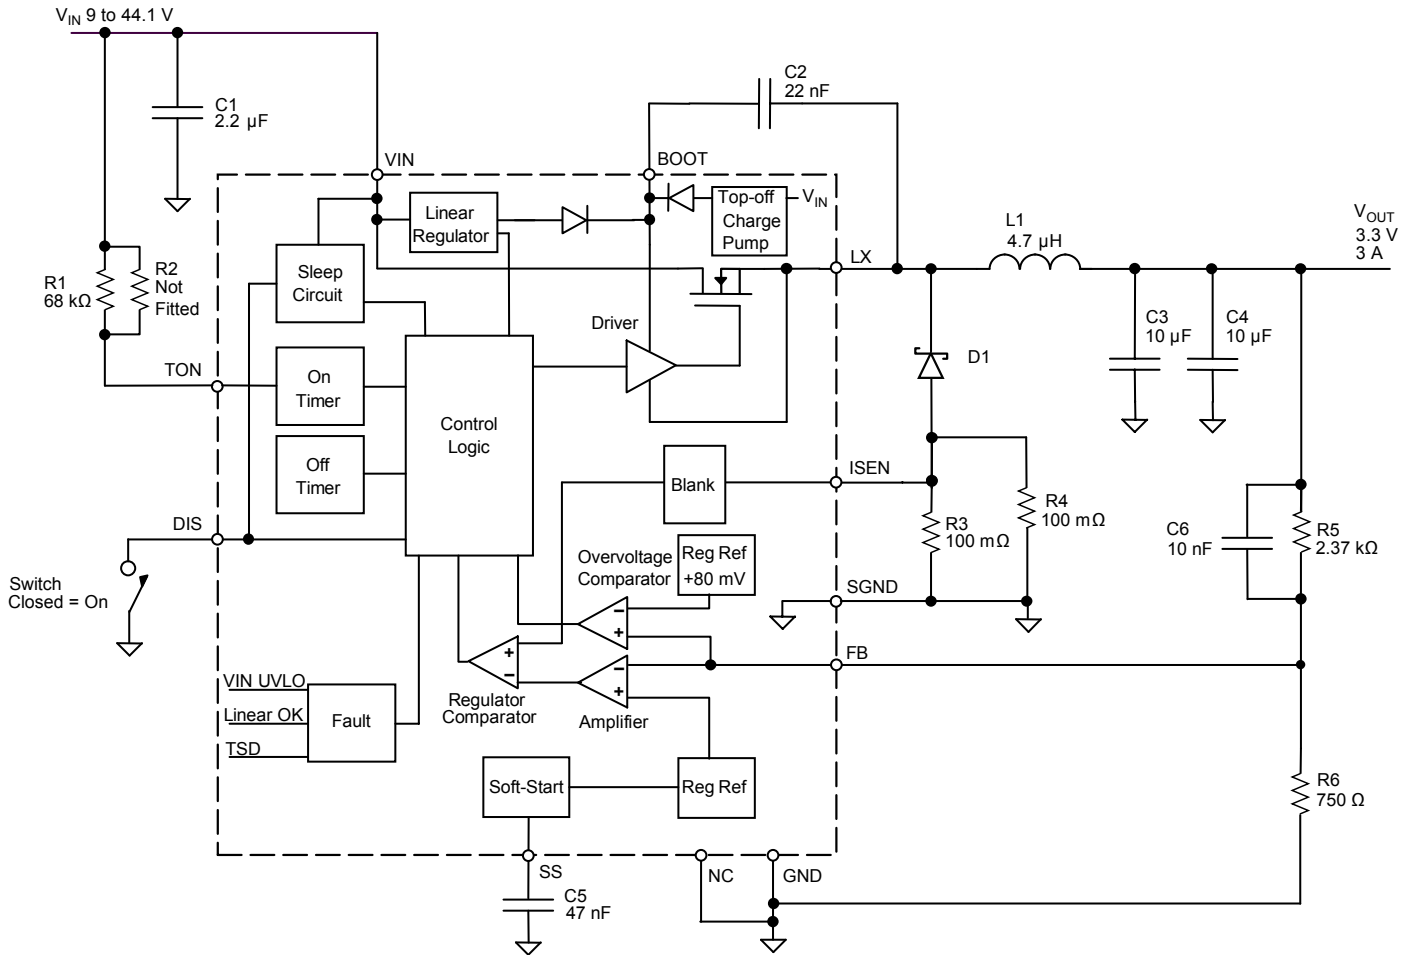 VIN 9 to 44.1 V
C1
2.2 µF
C2
22 nF
VIN
BOOT
Linear
Regulator
Top-off
Charge
Pump
VIN
LX
L1
4.7 µH
VOUT
3.3 V
3 A
R1
68 kΩ
R2
Not
Fitted
Sleep
Circuit
Driver
C3
10 µF
C4
10 µF
D1
TON
On
Timer
Control
Logic
Off
Timer
Blank
ISEN
R3
100 mΩ
R4
100 mΩ
C6
10 nF
R5
2.37 kΩ
DIS
Switch
Closed = On
Overvoltage
Comparator
Reg Ref
+80 mV
SGND
–
+
FB
+
–
–
+
Regulator
Comparator
Amplifier
VIN UVLO
Linear OK
TSD
Fault
Soft-Start
Reg Ref
R6
750 Ω
SS
NC
GND
C5
47 nF